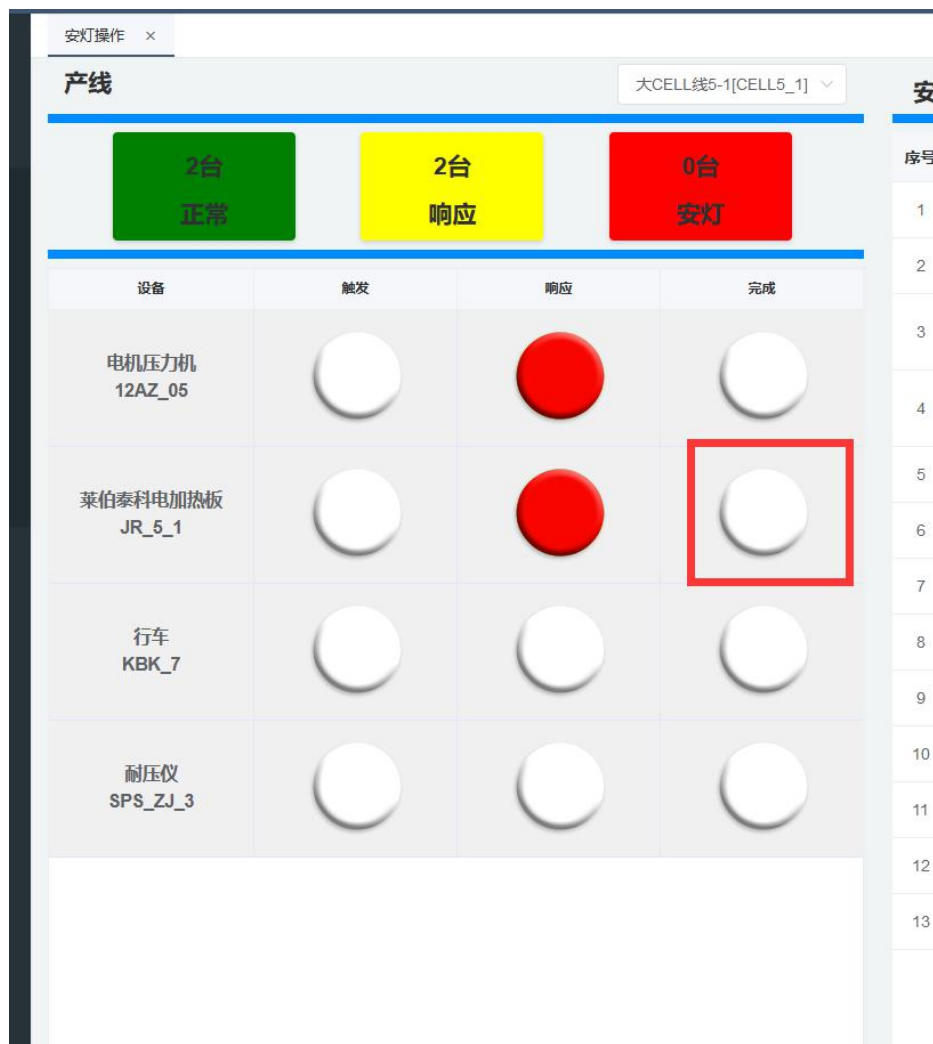 安灯操作 ×
产线
大CELL线5-1[CELL5_1]
安
2台
正常
2台
响应
0台
安灯
设备 触发 响应 完成
电机压力机
12AZ_05
莱伯泰科电加热板
JR_5_1
行车
KBK_7
耐压仪
SPS_ZJ_3
序号
1
2
3
4
5
6
7
8
9
10
11
12
13